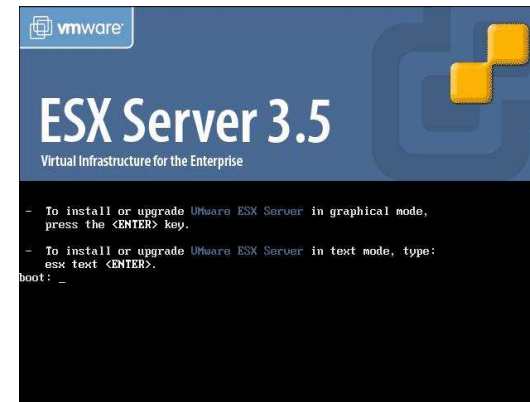 vmware
ESX Server 3.5
Virtual Infrastructure for the Enterprise
- To install or upgrade VMware ESX Server in graphical mode,
press the <ENTER> key.
- To install or upgrade VMware ESX Server in text mode, type:
esx text <ENTER>.
boot: _